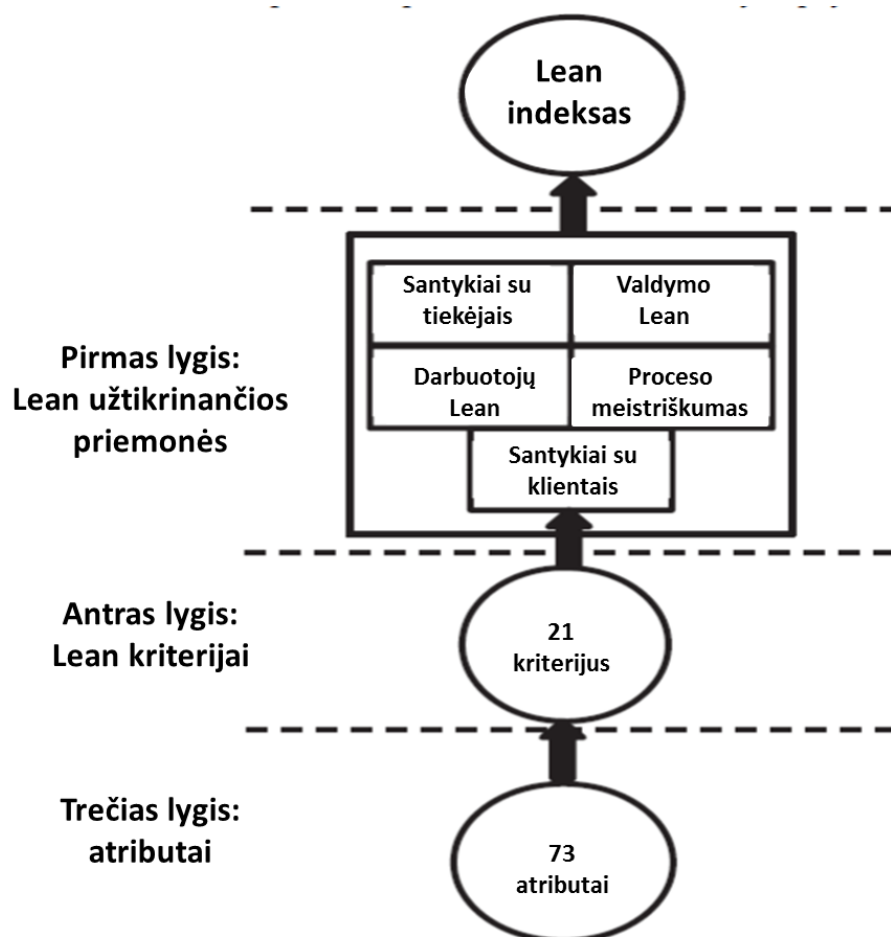 Lean
indeksas
Santykiai su
tiekėjais
Valdymo
Lean
Pirmas lygis:
Lean užtikrinančios
priemonės
Darbuotojų
Lean
Proceso
meistriškumas
Santykiai su
klientais
Antras lygis:
Lean kriterijai
21
kriterijus
Trečias lygis:
atributai
73
atributai